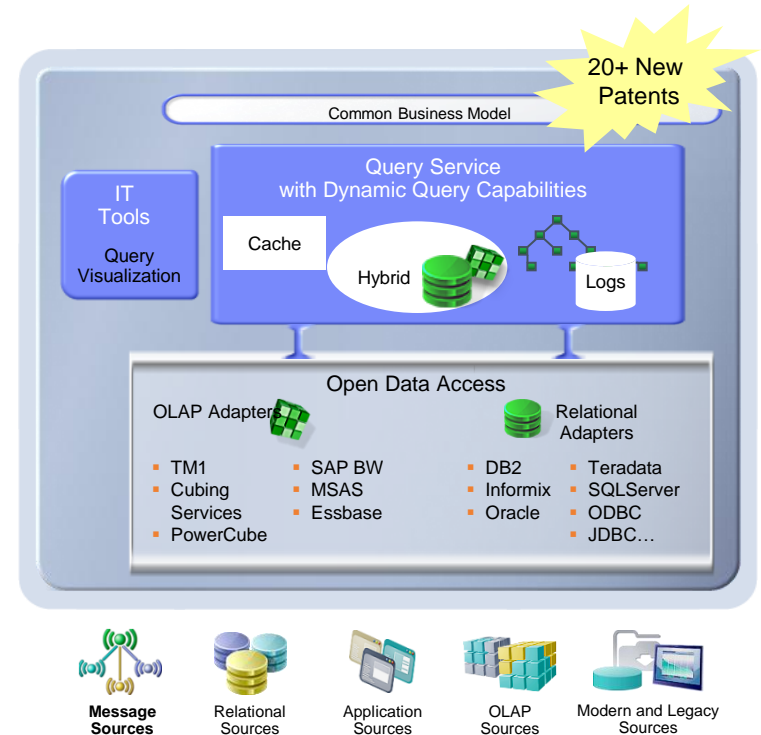 20+ New
Patents
Common Business Model
Query Service
with Dynamic Query Capabilities
IT
Tools
Query
Visualization
Cache
Hybrid
Logs
Open Data Access
OLAP Adapters
Relational
Adapters
TM1
Cubing
Services
PowerCube
SAP BW
MSAS
Essbase
DB2
Informix
Oracle
Teradata
SQLServer
ODBC
JDBC…
Message
Sources
Relational
Sources
Application
Sources
OLAP
Sources
Modern and Legacy
Sources